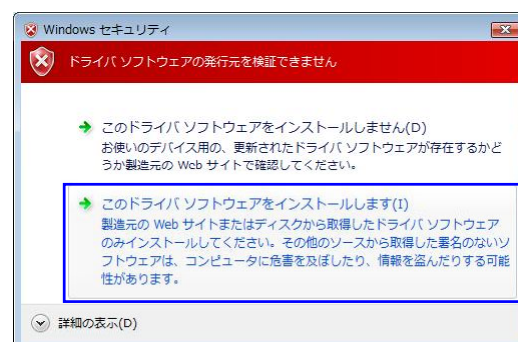 Windows セキュリティ
ドライバ ソフトウェアの発行元を検証できません
このドライバ ソフトウェアをインストールしません(D)
お使いのデバイス用の、更新されたドライバ ソフトウェアが存在するかど
うか製造元の Web サイトで確認してください。
このドライバ ソフトウェアをインストールします(I)
製造元の Web サイトまたはディスクから取得したドライバ ソフトウェア
のみインストールしてください。その他のソースから取得した署名のないソ
フトウェアは、コンピュータに危害を及ぼしたり、情報を盗んだりする可能
性があります。
詳細の表示(D)